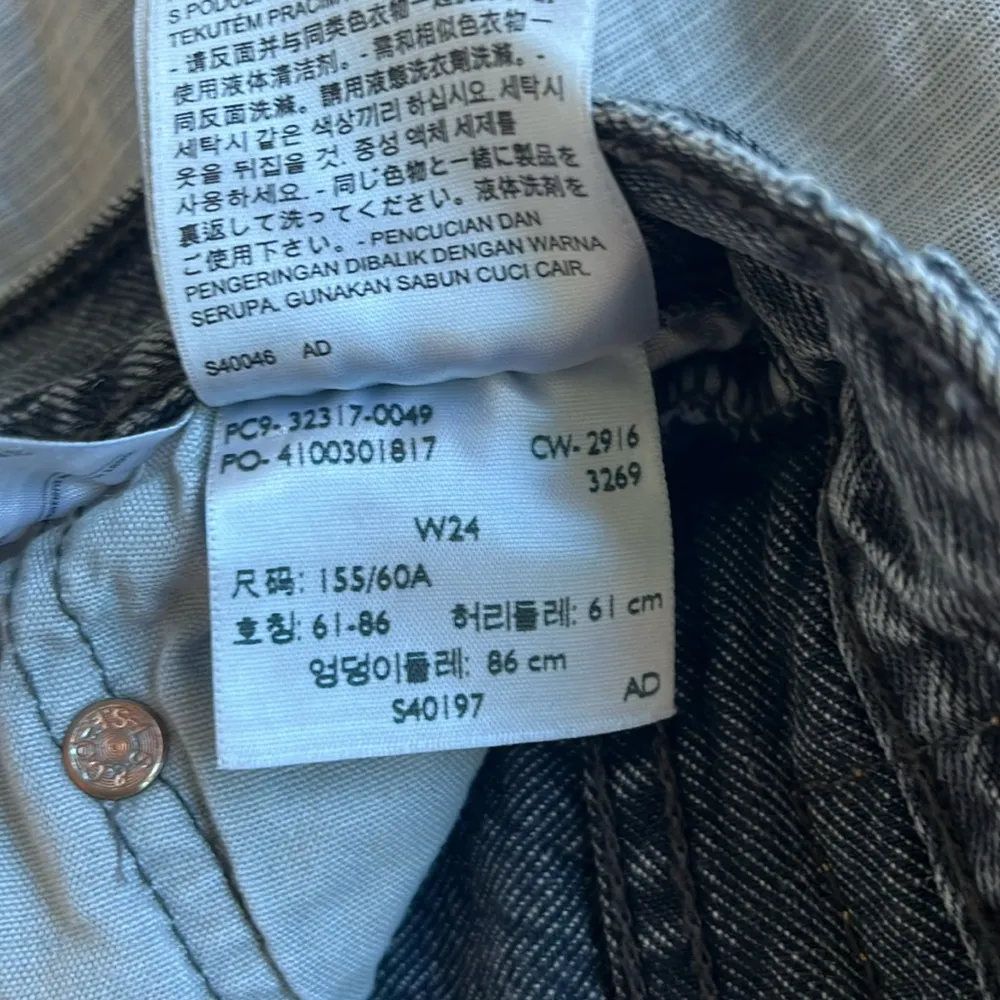 TEKUTÉM
- 请反面并与同类色衣物一起
使用液体清洁剂。- 需和相似色衣物一
同反面洗滌。請用液態洗衣劑洗滌。-
세탁시 같은 색상끼리 하십시요. 세탁시
옷을 뒤집을 것. 중성 액체 세제를
사용하세요. - 同じ色物と一緒に製品を
裏返して洗ってください。液体洗剤を
ご使用下さい。- PENCUCIAN DAN
PENGERINGAN DIBALIK DENGAN WARNA
SERUPA. GUNAKAN SABUN CUCI CAIR.
S40046 AD
PC9- 32317-0049
PO- 4100301817 CW- 2916
3269
W24
尺码: 155/60A
호칭: 61-86 허리둘레: 61 cm
엉덩이둘레: 86 cm
S40197 AD